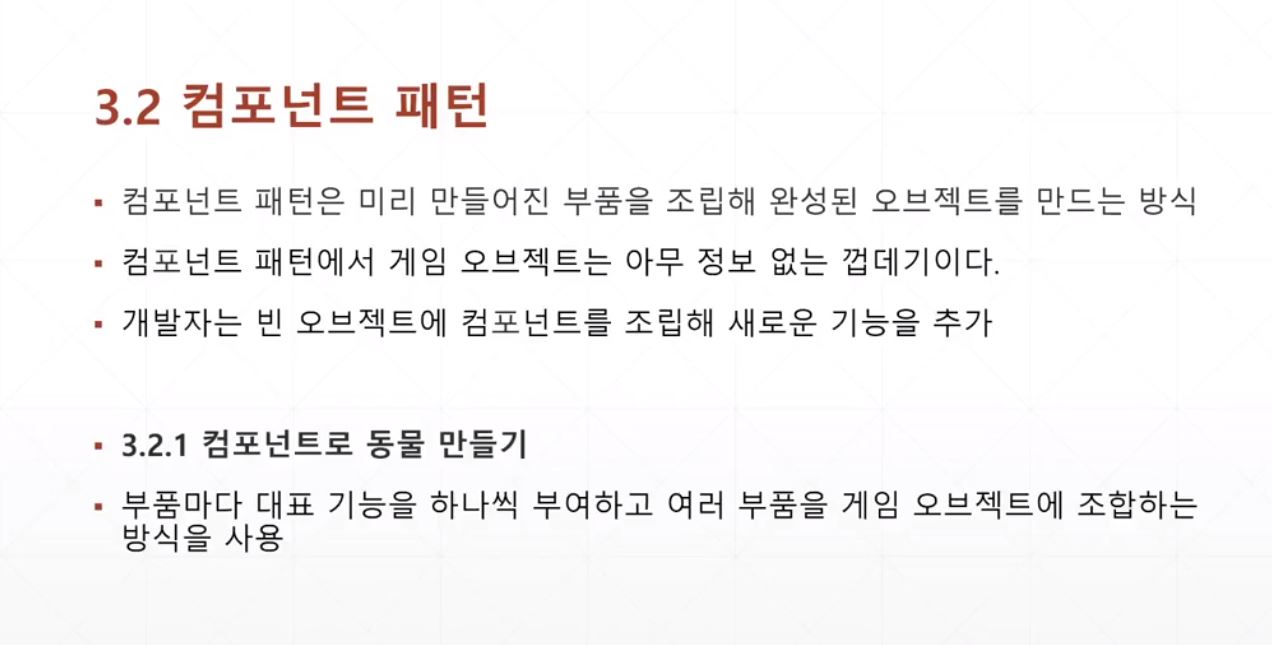 3.2 컴포넌트 패턴
▪ 컴포넌트 패턴은 미리 만들어진 부품을 조립해 완성된 오브젝트를 만드는 방식
▪ 컴포넌트 패턴에서 게임 오브젝트는 아무 정보 없는 껍데기이다.
▪ 개발자는 빈 오브젝트에 컴포넌트를 조립해 새로운 기능을 추가
▪ 3.2.1 컴포넌트로 동물 만들기
▪ 부품마다 대표 기능을 하나씩 부여하고 여러 부품을 게임 오브젝트에 조합하는
방식을 사용